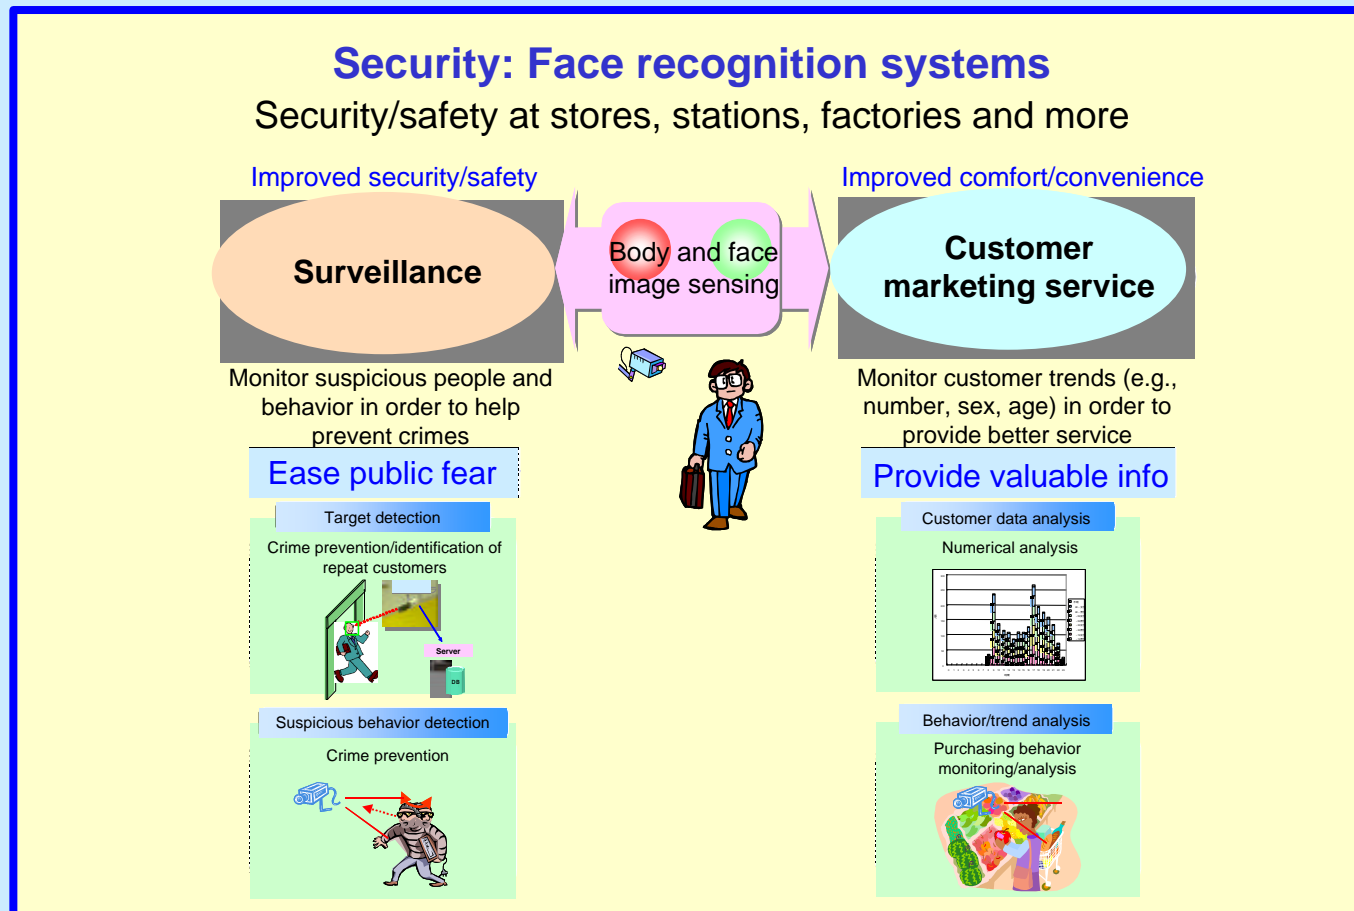 Security: Face recognition systems
Security/safety at stores, stations, factories and more
Improved security/safety
Surveillance
Monitor suspicious people and
behavior in order to help
prevent crimes
Ease public fear
Target detection
Crime prevention/identification of
repeat customers
Server
DB
Suspicious behavior detection
Crime prevention
Body and face
image sensing
Improved comfort/convenience
Customer
marketing service
Monitor customer trends (e.g.,
number, sex, age) in order to
provide better service
Provide valuable info
Customer data analysis
Numerical analysis
Behavior/trend analysis
Purchasing behavior
monitoring/analysis